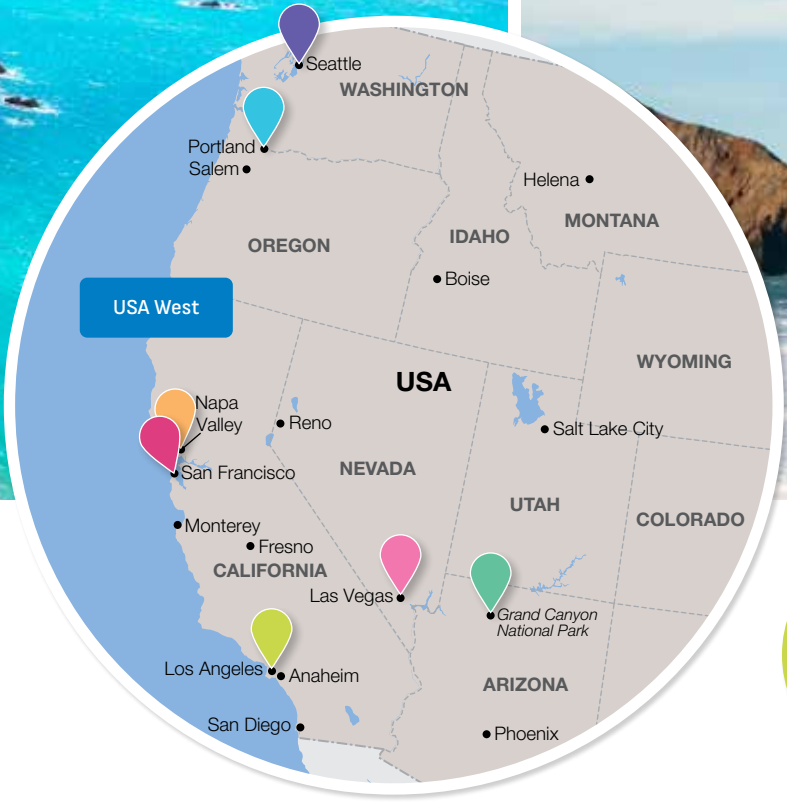 Seattle
WASHINGTON
Portland
Salem
Helena
MONTANA
IDAHO
OREGON
Boise
USA West
WYOMING
USA
Napa
Valley
Reno
Salt Lake City
NEVADA
San Francisco
UTAH
COLORADO
Monterey
Fresno
CALIFORNIA
Las Vegas
Grand Canyon
National Park
Los Angeles
Anaheim
ARIZONA
San Diego
Phoenix